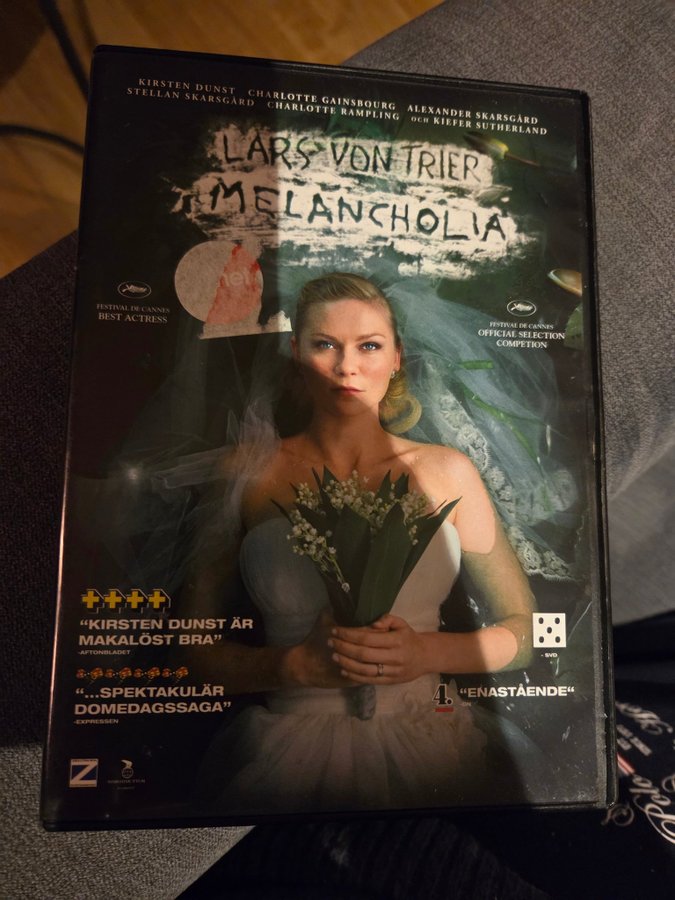 KIRSTEN DUNST CHARLOTTE GAINSBOURG ALEXANDER SKARSGÅRD
STELLAN SKARSGÅRD CHARLOTTE RAMPLING OCH KIEFER SUTHERLAND
LARS VON TRIER
MELANCHOLIA
FESTIVAL DE CANNES
BEST ACTRESS
FESTIVAL DE CANNES
OFFICIAL SELECTION
COMPETION
++++
"KIRSTEN DUNST ÄR
MAKALÖST BRA"
-AFTONBLADET
"...SPEKTAKULÄR
DOMEDAGSSAGA"
-EXPRESSEN
- SVD
4. "ENASTÅENDE"
-DN
Z